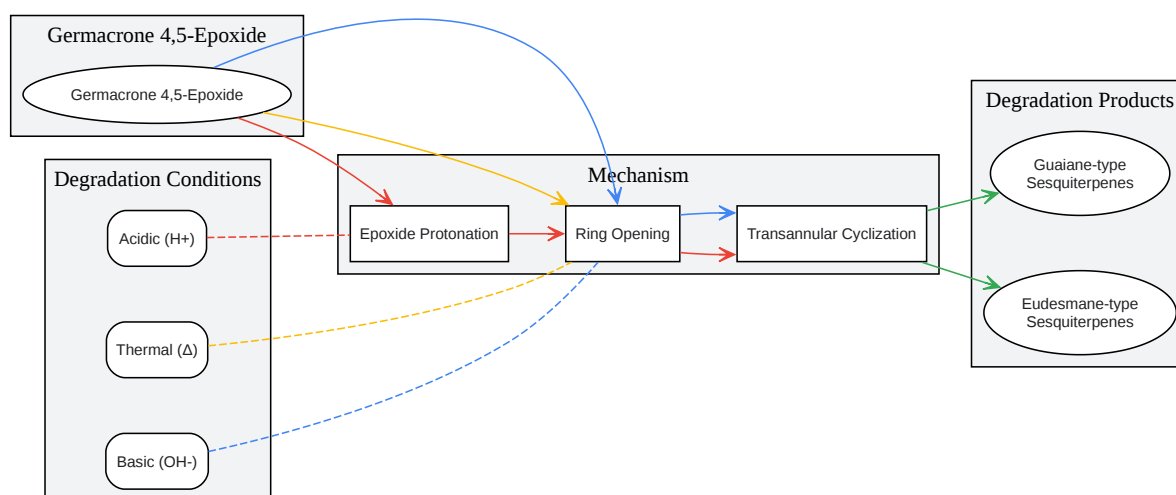 Germacrone 4,5-Epoxide
Germacrone 4,5-Epoxide
Degradation Conditions
Acidic (H+)
Thermal (Δ)
Basic (OH-)
Mechanism
Epoxide Protonation
Ring Opening
Transannular Cyclization
Degradation Products
Guaiane-type
Sesquiterpenes
Eudesmane-type
Sesquiterpenes